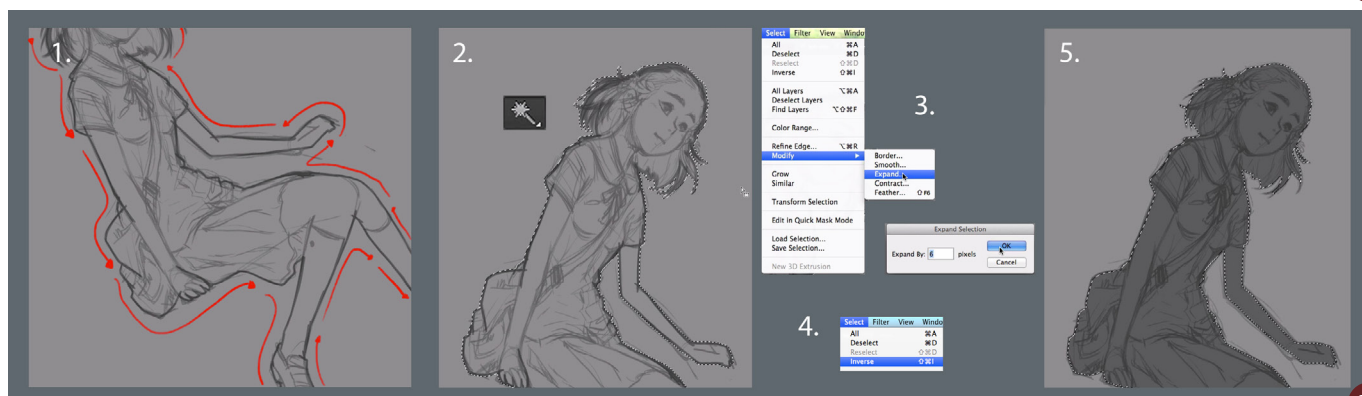 1.
2.
Select Filter View Windo
All ⌘A
Deselect ⌘D
Reselect ⇧⌘D
Inverse ⇧⌘I
All Layers ⌥⌘A
Deselect Layers
Find Layers ⌥⇧⌘F
Color Range...
Refine Edge... ⌥⌘R
Modify
Grow
Similar
Transform Selection
Edit in Quick Mask Mode
Load Selection...
Save Selection...
New 3D Extrusion
3.
Border...
Smooth...
Expand...
Contract...
Feather... ⇧F6
Expand Selection
Expand By: 6 pixels
OK
Cancel
4.
Select Filter View Windo
All ⌘A
Deselect ⌘D
Reselect ⇧⌘D
Inverse ⇧⌘I
5.